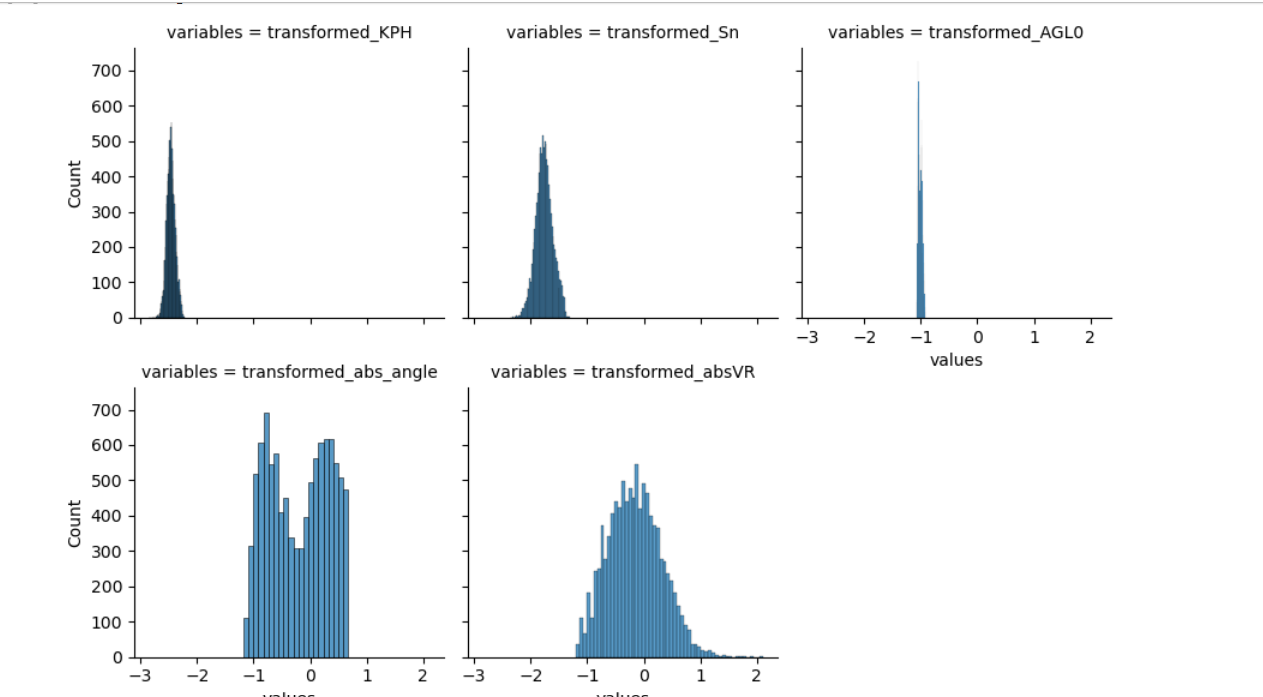 variables = transformed_KPH
variables = transformed_Sn
variables = transformed_AGL0
700
600
500
400
300
200
100
0
Count
−3 −2 −1 0 1 2
values
variables = transformed_abs_angle
variables = transformed_absVR
700
600
500
400
300
200
100
0
Count
−3 −2 −1 0 1 2
−3 −2 −1 0 1 2
values
values